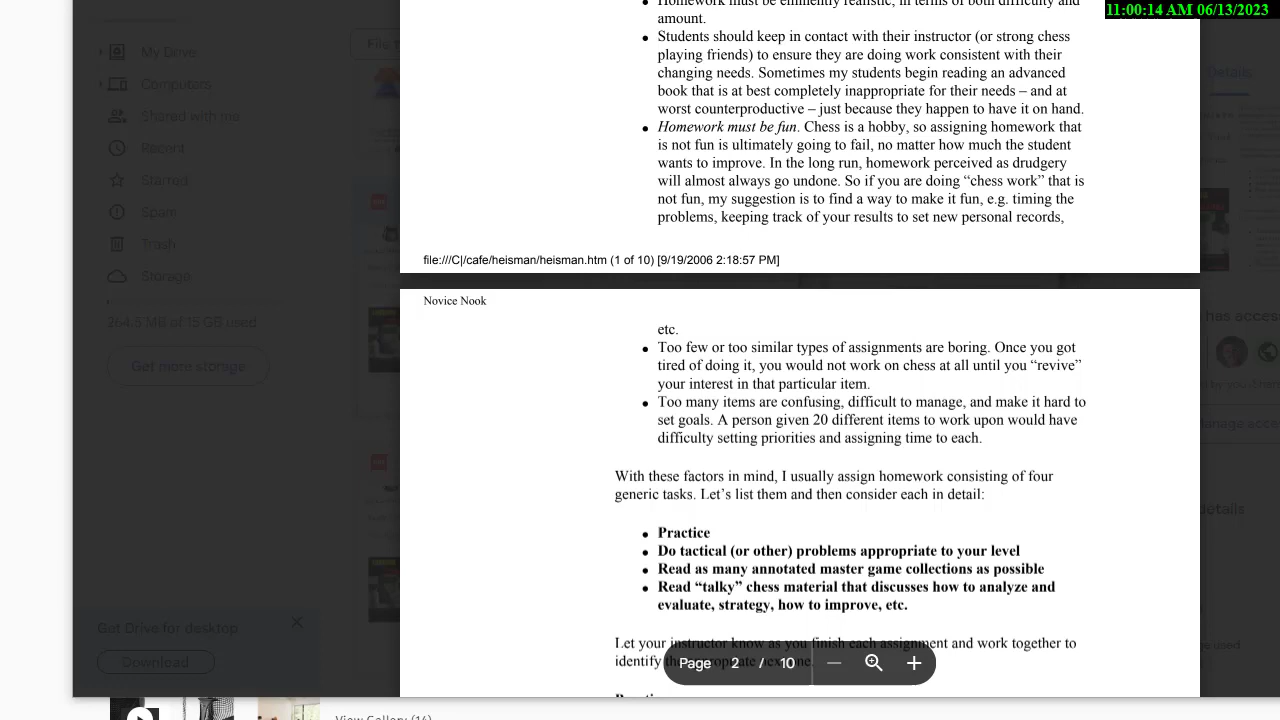 11:00:14 AM 06/13/2023
Homework must be eminently realistic, in terms of both difficulty and
amount.
Students should keep in contact with their instructor (or strong chess
playing friends) to ensure they are doing work consistent with their
changing needs. Sometimes my students begin reading an advanced
book that is at best completely inappropriate for their needs – and at
worst counterproductive – just because they happen to have it on hand.
Homework must be fun. Chess is a hobby, so assigning homework that
is not fun is ultimately going to fail, no matter how much the student
wants to improve. In the long run, homework perceived as drudgery
will almost always go undone. So if you are doing “chess work” that is
not fun, my suggestion is to find a way to make it fun, e.g. timing the
problems, keeping track of your results to set new personal records,
file:///C|/cafe/heisman/heisman.htm (1 of 10) [9/19/2006 2:18:57 PM]
Novice Nook
etc.
Too few or too similar types of assignments are boring. Once you got
tired of doing it, you would not work on chess at all until you “revive”
your interest in that particular item.
Too many items are confusing, difficult to manage, and make it hard to
set goals. A person given 20 different items to work upon would have
difficulty setting priorities and assigning time to each.
With these factors in mind, I usually assign homework consisting of four
generic tasks. Let’s list them and then consider each in detail:
Practice
Do tactical (or other) problems appropriate to your level
Read as many annotated master game collections as possible
Read “talky” chess material that discusses how to analyze and
evaluate, strategy, how to improve, etc.
Let your instructor know as you finish each assignment and work together to
identify the appropriate next one.
Page 2 / 10
My Drive
Computers
Shared with me
Recent
Starred
Spam
Trash
Storage
264.5 MB of 15 GB used
Get more storage
Get Drive for desktop
Download
File
Details
has access
View Gallery (14)